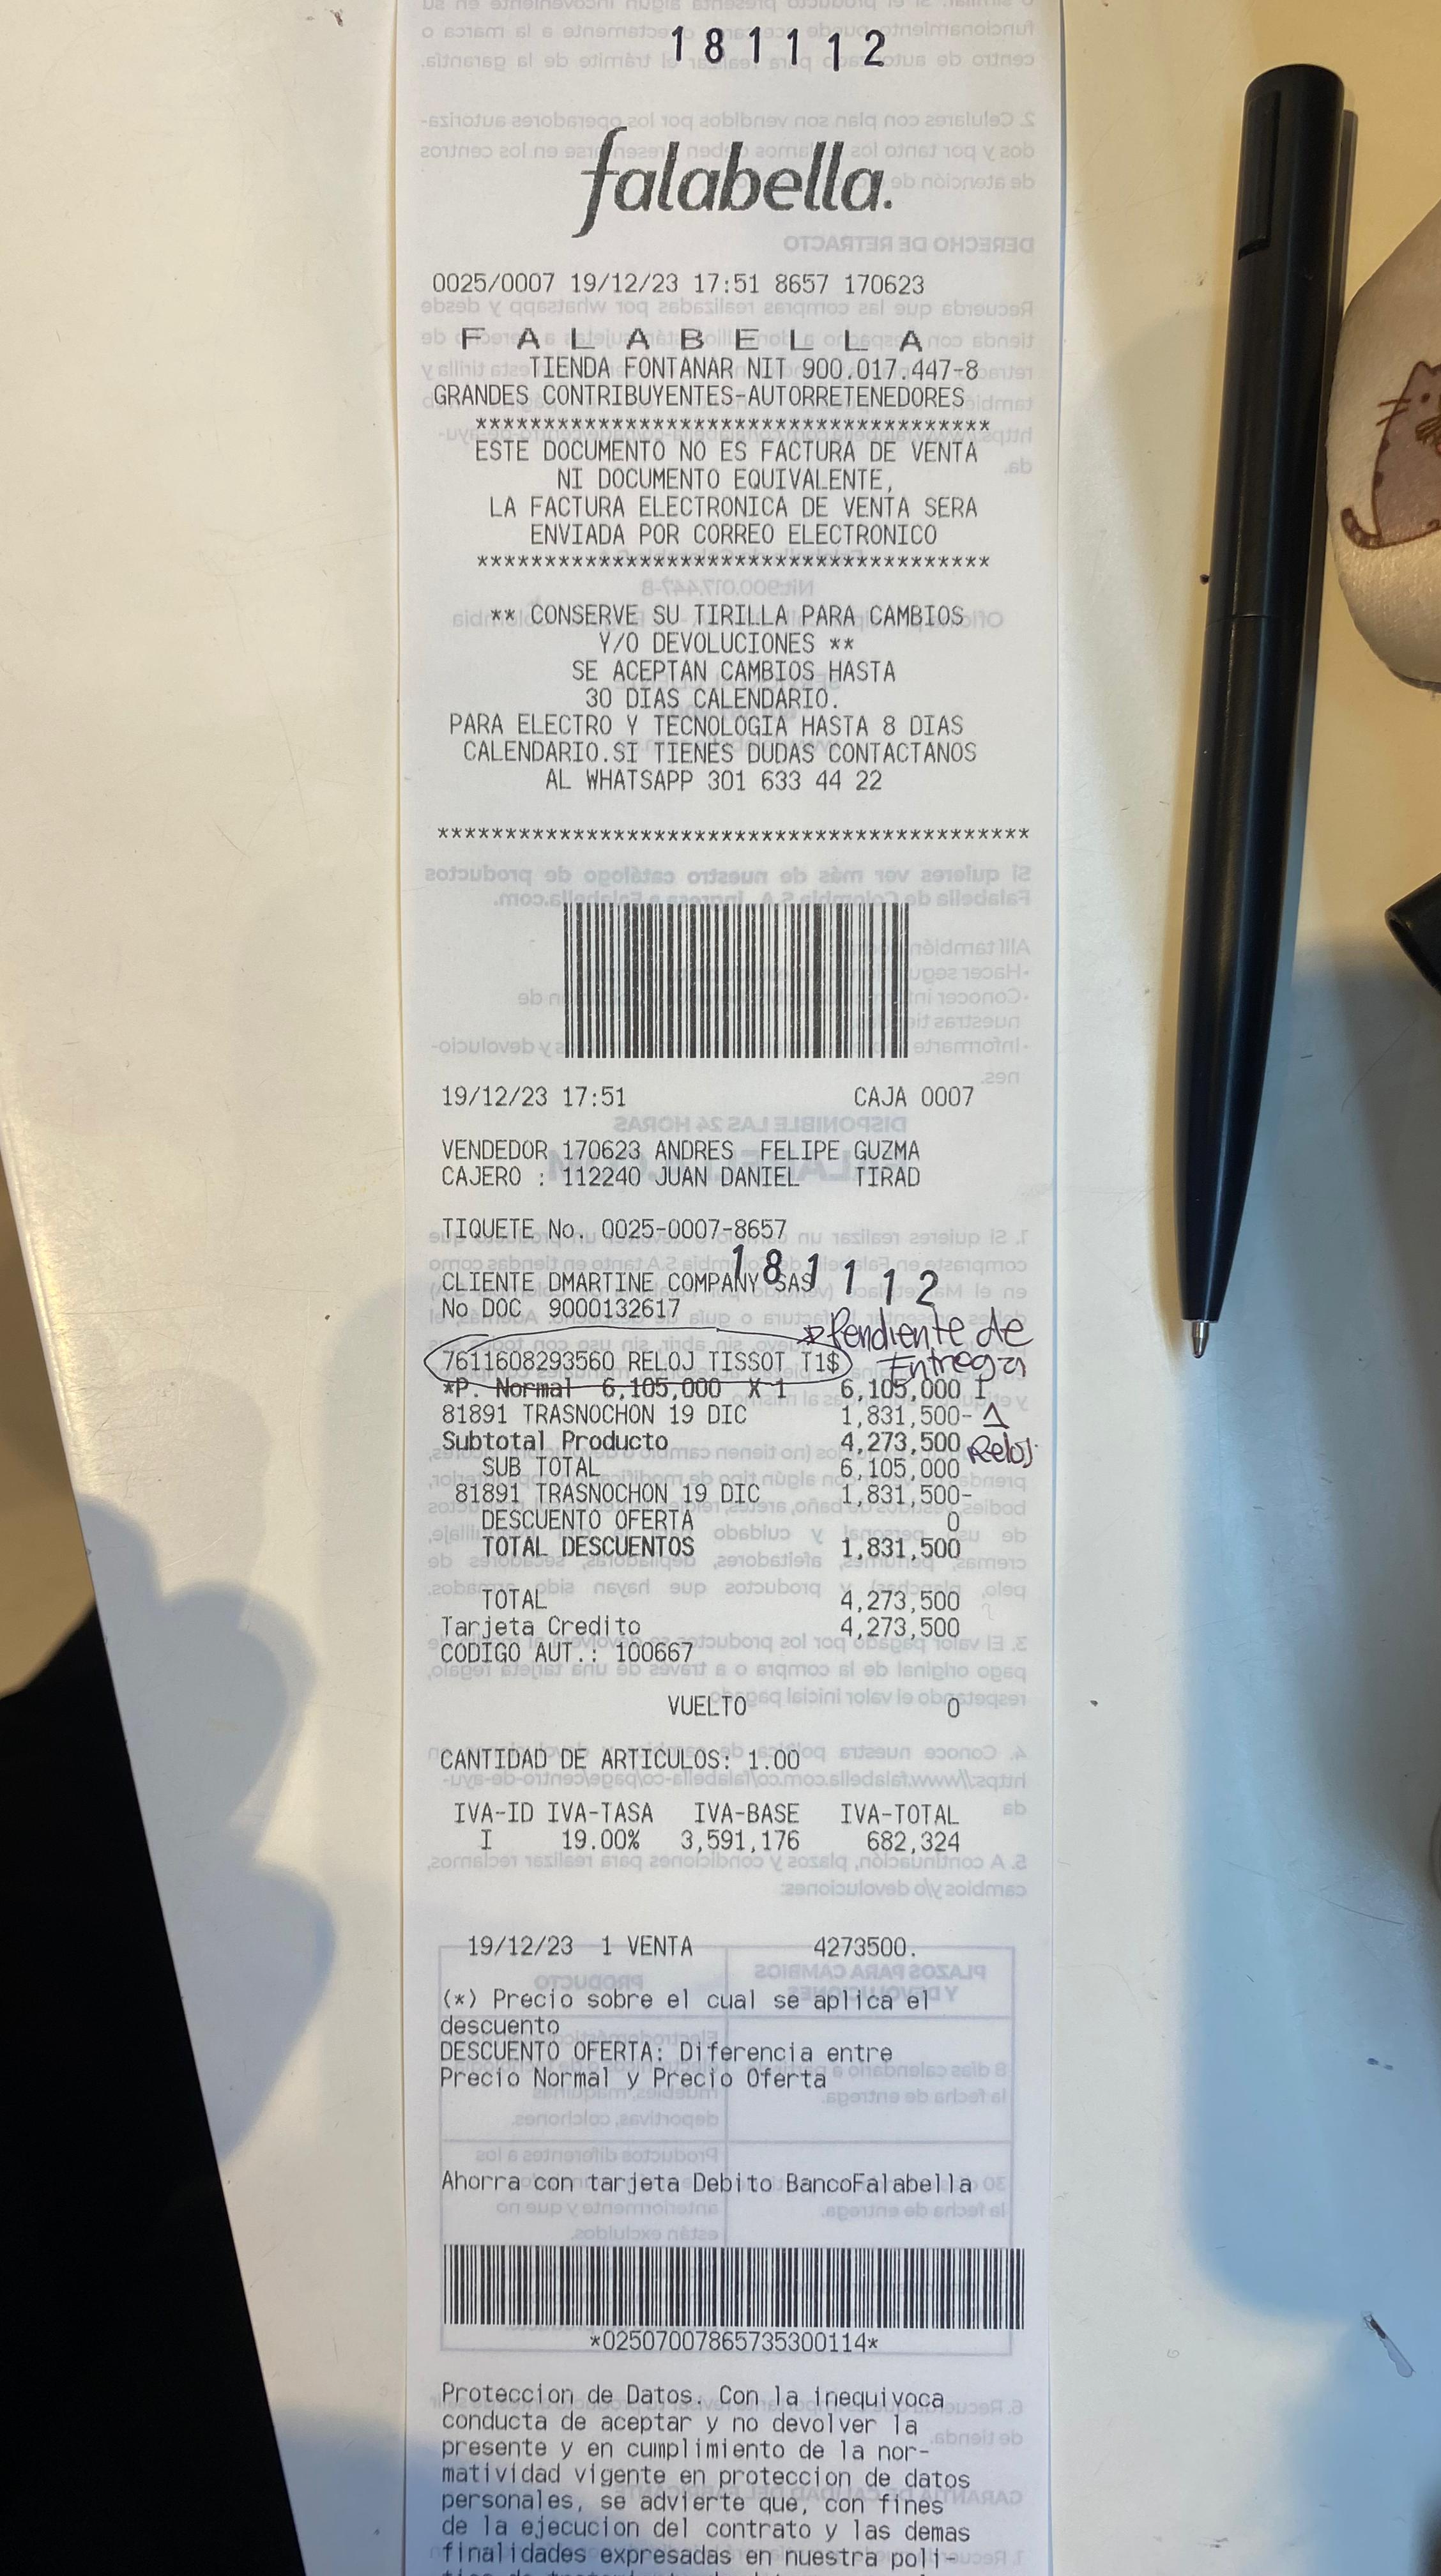 181112
falabella.
0025/0007 19/12/23 17:51 8657 170623
F A L A B E L L A
TIENDA FONTANAR NIT 900.017.447-8
GRANDES CONTRIBUYENTES-AUTORRETENEDORES
**************************************
ESTE DOCUMENTO NO ES FACTURA DE VENTA
NI DOCUMENTO EQUIVALENTE,
LA FACTURA ELECTRONICA DE VENTA SERA
ENVIADA POR CORREO ELECTRONICO
**************************************
** CONSERVE SU TIRILLA PARA CAMBIOS
Y/O DEVOLUCIONES **
SE ACEPTAN CAMBIOS HASTA
30 DIAS CALENDARIO.
PARA ELECTRO Y TECNOLOGIA HASTA 8 DIAS
CALENDARIO.SI TIENES DUDAS CONTACTANOS
AL WHATSAPP 301 633 44 22
********************************************
19/12/23 17:51 CAJA 0007
VENDEDOR 170623 ANDRES FELIPE GUZMA
CAJERO : 112240 JUAN DANIEL TIRAD
TIQUETE No. 0025-0007-8657
181112
CLIENTE DMARTINE COMPANY SAS
No DOC 9000132617
*Pendiente de
Entrega
7611608293560 RELOJ TISSOT T1$
*P. Normal 6,105,000 X 1 6,105,000 I
81891 TRASNOCHON 19 DIC 1,831,500- 1
Subtotal Producto 4,273,500 Reloj.
SUB TOTAL 6,105,000
81891 TRASNOCHON 19 DIC 1,831,500-
DESCUENTO OFERTA 0
TOTAL DESCUENTOS 1,831,500
TOTAL 4,273,500
Tarjeta Credito 4,273,500
CODIGO AUT.: 100667
VUELTO 0
CANTIDAD DE ARTICULOS: 1.00
IVA-ID IVA-TASA IVA-BASE IVA-TOTAL
I 19.00% 3,591,176 682,324
19/12/23 1 VENTA 4273500.
(*) Precio sobre el cual se aplica el
descuento
DESCUENTO OFERTA: Diferencia entre
Precio Normal y Precio Oferta
Ahorra con tarjeta Debito BancoFalabella
*025070078657353001​14*
Proteccion de Datos. Con la inequivoca
conducta de aceptar y no devolver la
presente y en cumplimiento de la nor-
matividad vigente en proteccion de datos
personales, se advierte que, con fines
de la ejecucion del contrato y las demas
finalidades expresadas en nuestra poli-